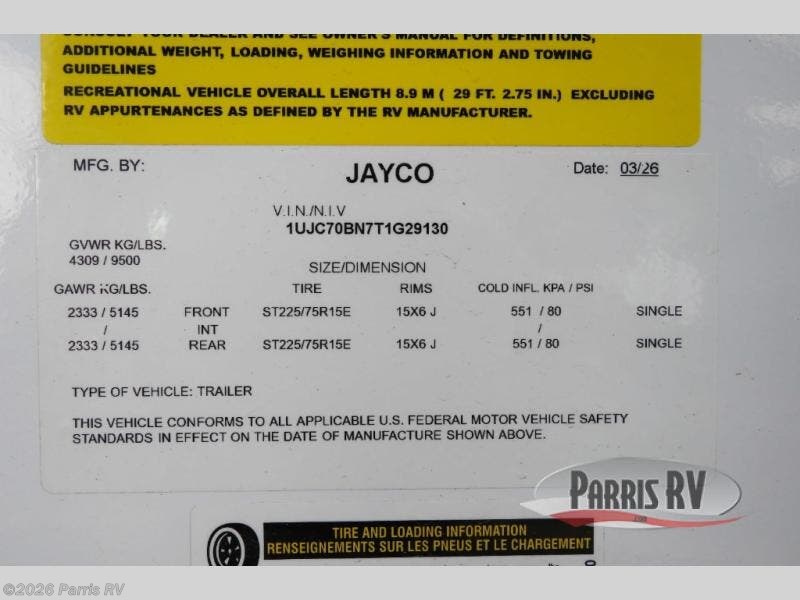 ADDITIONAL WEIGHT, LOADING, WEIGHING INFORMATION AND TOWING
GUIDELINES
RECREATIONAL VEHICLE OVERALL LENGTH 8.9 M ( 29 FT. 2.75 IN.) EXCLUDING
RV APPURTENANCES AS DEFINED BY THE RV MANUFACTURER.
MFG. BY: JAYCO Date: 03/26
V.I.N./N.I.V
1UJC70BN7T1G29130
GVWR KG/LBS.
4309 / 9500
SIZE/DIMENSION
GAWR KG/LBS. TIRE RIMS COLD INFL. KPA / PSI
2333 / 5145 FRONT ST225/75R15E 15X6 J 551 / 80 SINGLE
/ INT /
2333 / 5145 REAR ST225/75R15E 15X6 J 551 / 80 SINGLE
TYPE OF VEHICLE: TRAILER
THIS VEHICLE CONFORMS TO ALL APPLICABLE U.S. FEDERAL MOTOR VEHICLE SAFETY
STANDARDS IN EFFECT ON THE DATE OF MANUFACTURE SHOWN ABOVE.
PARRIS RV
TIRE AND LOADING INFORMATION
RENSEIGNEMENTS SUR LES PNEUS ET LE CHARGEMENT
©2026 Parris RV